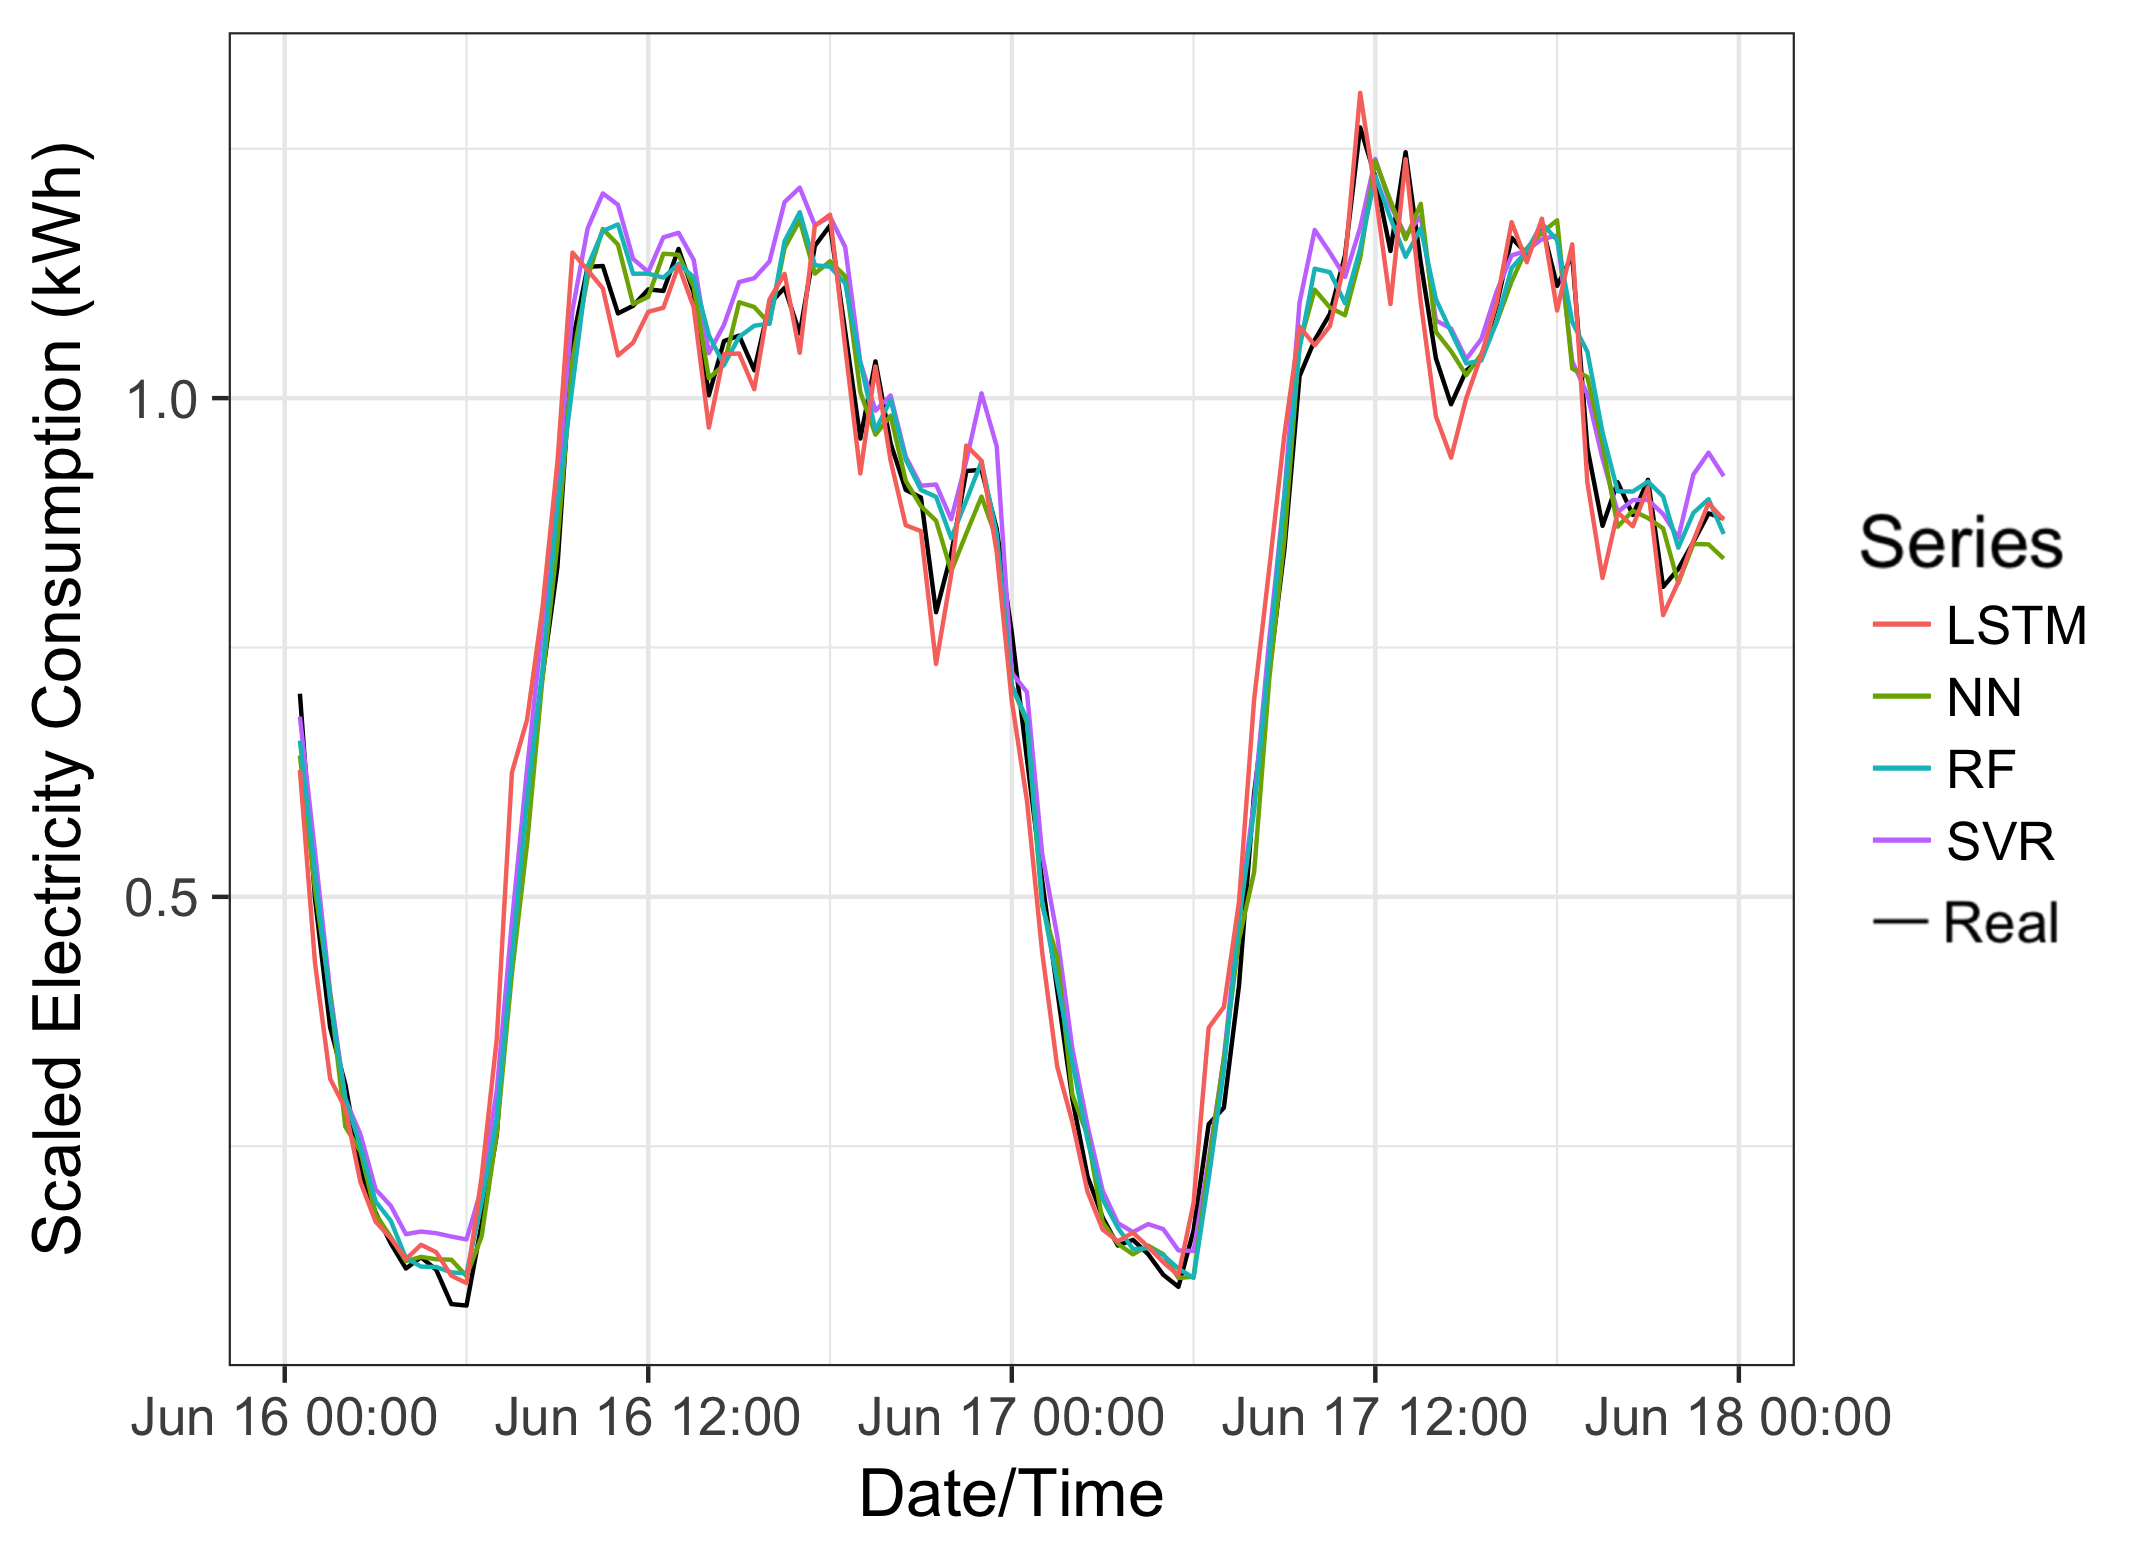 Scaled Electricity Consumption (kWh)
1.0
0.5
Jun 16 00:00
Jun 16 12:00
Jun 17 00:00
Jun 17 12:00
Jun 18 00:00
Date/Time
Series
LSTM
NN
RF
SVR
Real